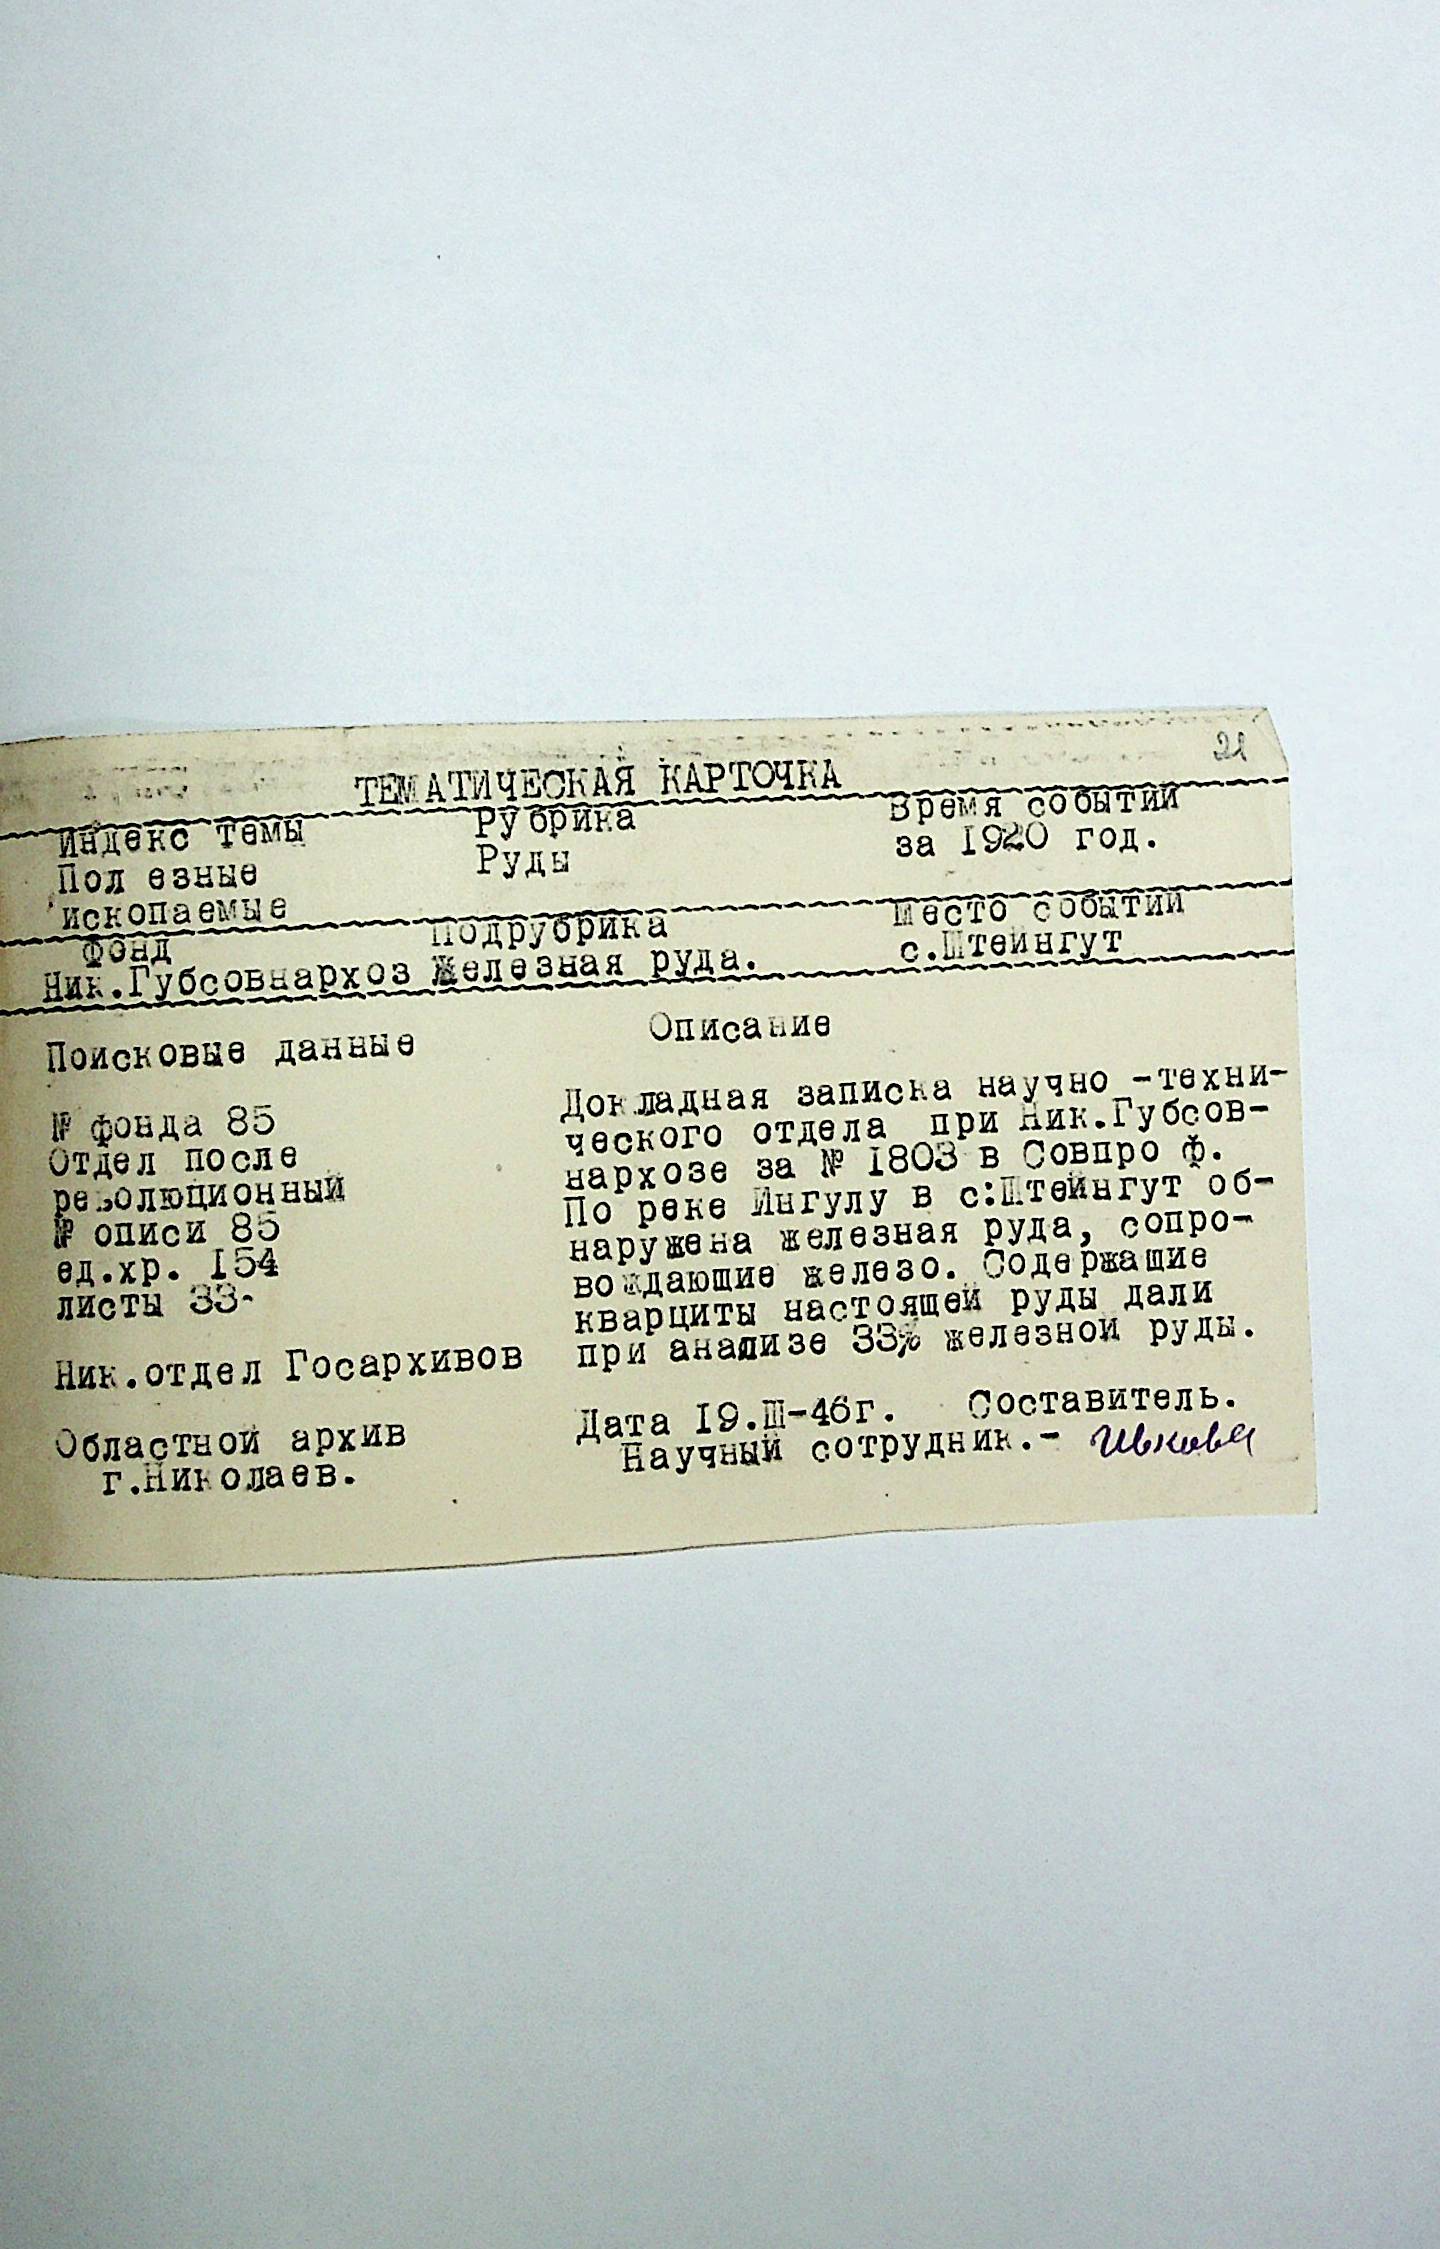 21
ТЕМАТИЧЕСКАЯ КАРТОЧКА
Индекс темы Рубрика Время событий
Пол езные Руды за 1920 год.
ископаемые
Фонд Подрубрика Место событий
Ник.Губсовнархоз Железная руда. с.Штейнгут
Поисковые данные Описание
№ фонда 85
Отдел после
революционный
№ описи 85
ед.хр. 154
листы 33-
Ник.отдел Госархивов
Областной архив
г.Николаев.
Докладная записка научно -техни-
ческого отдела при Ник.Губсов-
нархозе за № 1803 в Совпро ф.
По реке Ингулу в с:Штейнгут об-
наружена железная руда, сопро-
вождающие железо. Содержащие
кварциты настоящей руды дали
при анализе 33% железной руды.
Дата 19.III-46г. Составитель.
Научный сотрудник.-